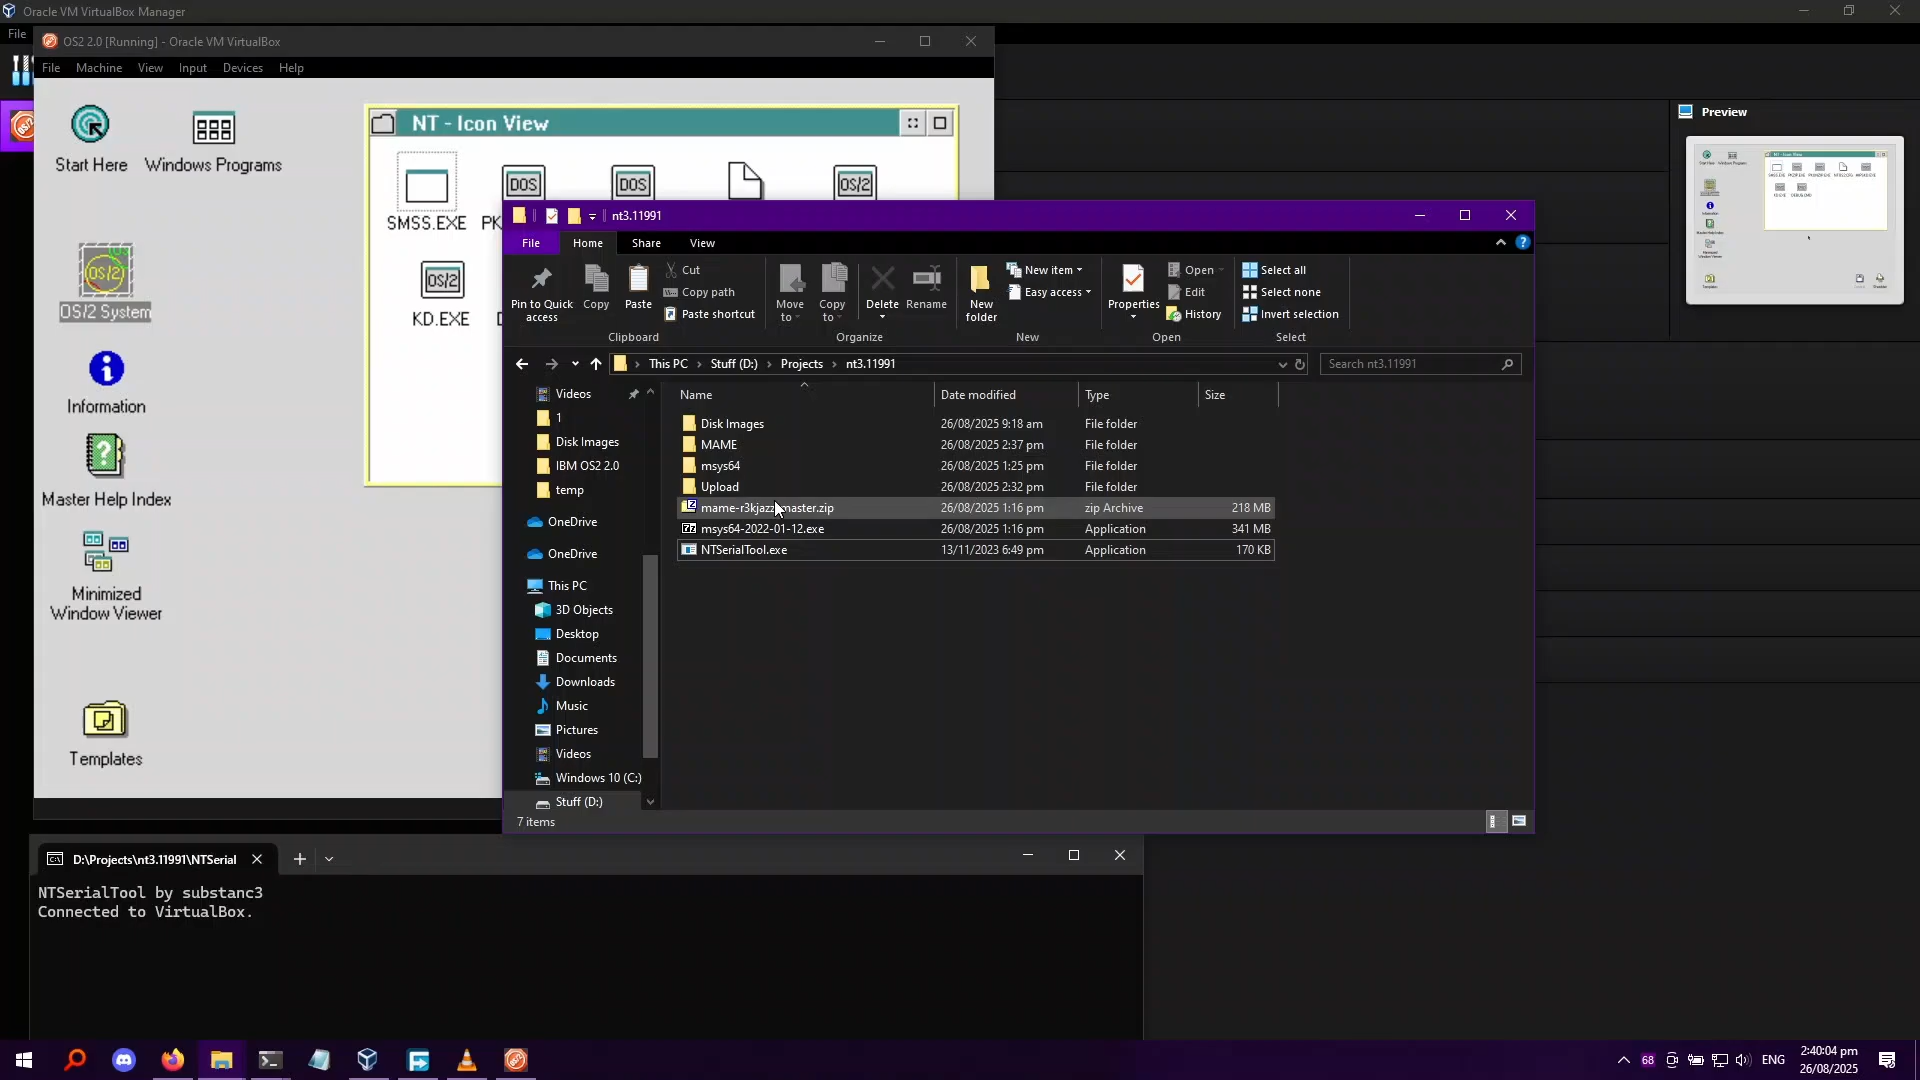 Oracle VM VirtualBox Manager
File
OS2 2.0 [Running] - Oracle VM VirtualBox
File Machine View Input Devices Help
Start Here
Windows Programs
OS/2 System
Information
Master Help Index
Minimized
Window Viewer
Templates
NT - Icon View
DOS
DOS
OS/2
SMSS.EXE
PK
OS/2
KD.EXE
Preview
nt3.11991
File Home Share View
Pin to Quick
access
Copy
Paste
Cut
Copy path
Paste shortcut
Clipboard
Move
to
Copy
to
Delete
Rename
Organize
New
folder
New item
Easy access
New
Properties
Open
Edit
History
Open
Select all
Select none
Invert selection
Select
This PC › Stuff (D:) › Projects › nt3.11991
Search nt3.11991
Videos
1
Disk Images
IBM OS2 2.0
temp
OneDrive
OneDrive
This PC
3D Objects
Desktop
Documents
Downloads
Music
Pictures
Videos
Windows 10 (C:)
Stuff (D:)
Name Date modified Type Size
Disk Images 26/08/2025 9:18 am File folder
MAME 26/08/2025 2:37 pm File folder
msys64 26/08/2025 1:25 pm File folder
Upload 26/08/2025 2:32 pm File folder
26/08/2025 1:16 pm zip Archive 218 MB
msys64-2022-01-12.exe 26/08/2025 1:16 pm Application 341 MB
NTSerialTool.exe 13/11/2023 6:49 pm Application 170 KB
7 items
D:\Projects\nt3.11991\NTSerial
NTSerialTool by substanc3
Connected to VirtualBox.
68
ENG
2:40:04 pm
26/08/2025